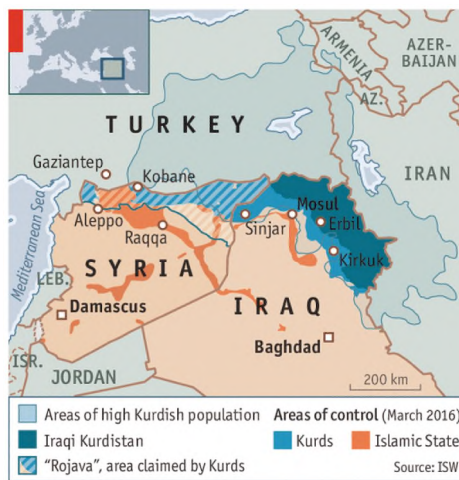 ARMENIA
AZER-
BAIJAN
AZ.
TURKEY
IRAN
Gaziantep
Kobane
Mediterranean Sea
Aleppo
Raqqa
Sinjar
Mosul
Erbil
Kirkuk
SYRIA
LEB.
IRAQ
Damascus
Baghdad
ISR.
JORDAN
200 km
Areas of high Kurdish population
Iraqi Kurdistan
"Rojava", area claimed by Kurds
Areas of control (March 2016)
Kurds
Islamic State
Source: ISW